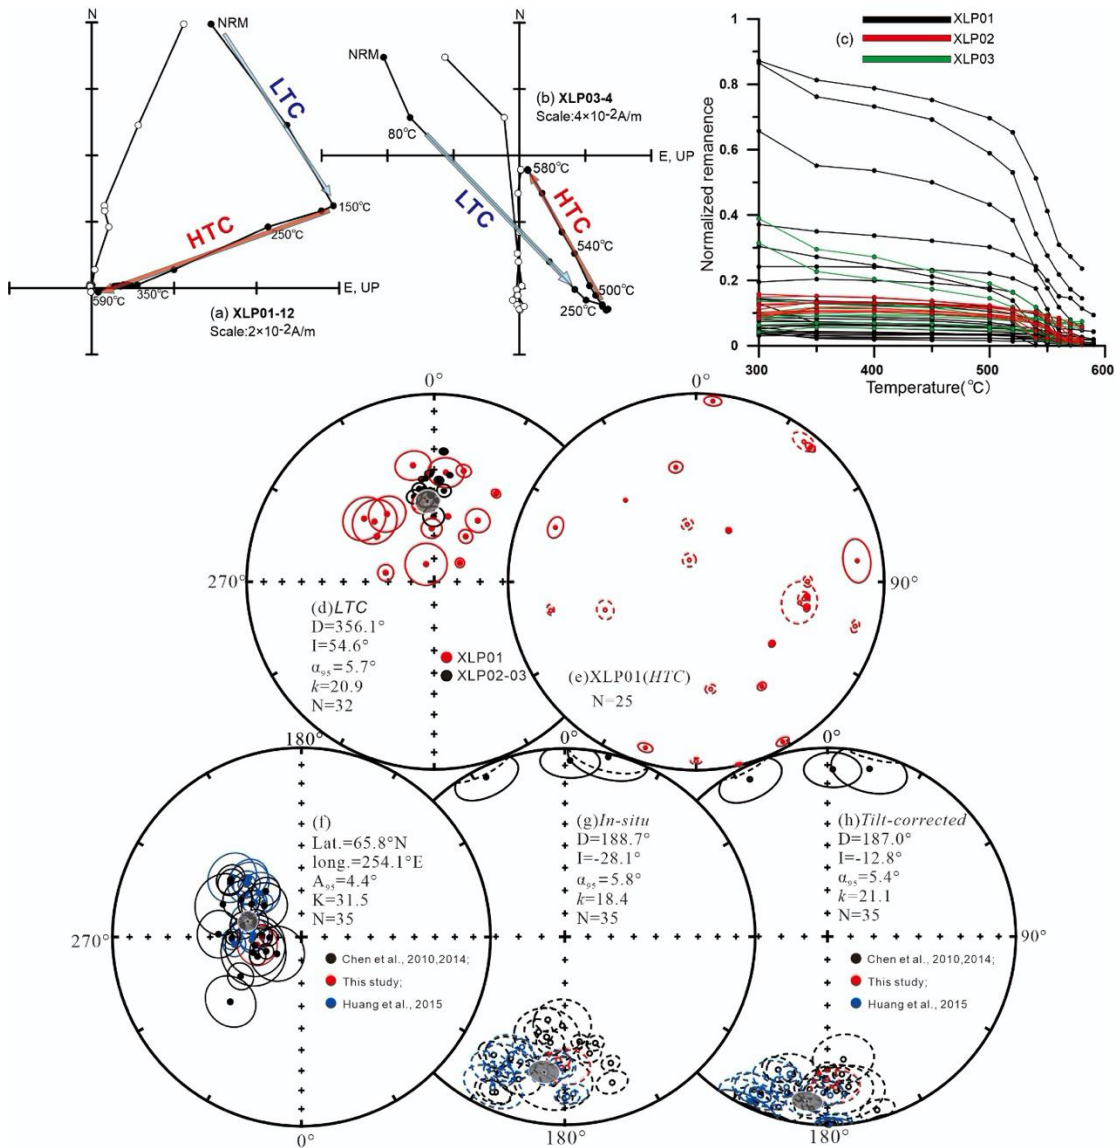 N
NRM
LTC
150℃
250℃
HTC
350℃
590℃
E, UP
(a) XLP01-12
Scale:2×10-2A/m
N
NRM
80℃
(b) XLP03-4
Scale:4×10-2A/m
E, UP
580℃
LTC
HTC
540℃
500℃
250℃
(c)
XLP01
XLP02
XLP03
Normalized remanence
1
0.8
0.6
0.4
0.2
0
300
400
500
600
Temperature(℃)
0°
270°
(d)LTC
D=356.1°
I=54.6°
α95=5.7°
k=20.9
N=32
XLP01
XLP02-03
180°
0°
90°
(e)XLP01(HTC)
N=25
0°
0°
270°
(f)
Lat.=65.8°N
long.=254.1°E
A95=4.4°
K=31.5
N=35
Chen et al., 2010,2014;
This study;
Huang et al., 2015
0°
(g)In-situ
D=188.7°
I=-28.1°
α95=5.8°
k=18.4
N=35
180°
(h)Tilt-corrected
D=187.0°
I=-12.8°
α95=5.4°
k=21.1
N=35
90°
Chen et al., 2010,2014;
This study;
Huang et al., 2015
180°